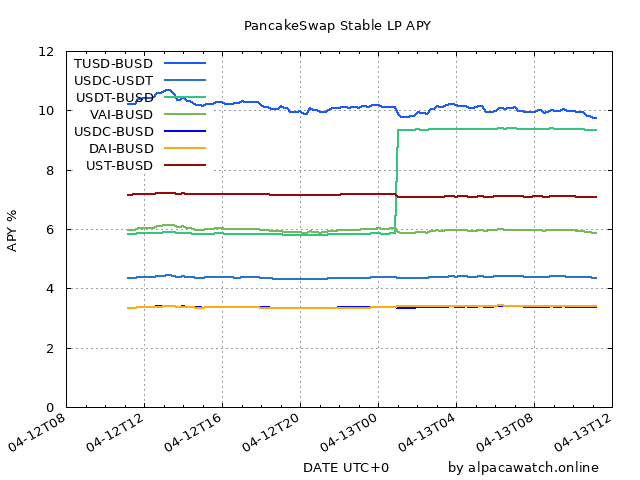 PancakeSwap Stable LP APY
12
10
8
6
4
2
0
APY %
TUSD-BUSD
USDC-USDT
USDT-BUSD
VAI-BUSD
USDC-BUSD
DAI-BUSD
UST-BUSD
04-12T08
04-12T12
04-12T16
04-12T20
04-13T00
04-13T04
04-13T08
04-13T12
DATE UTC+0
by alpacawatch.online